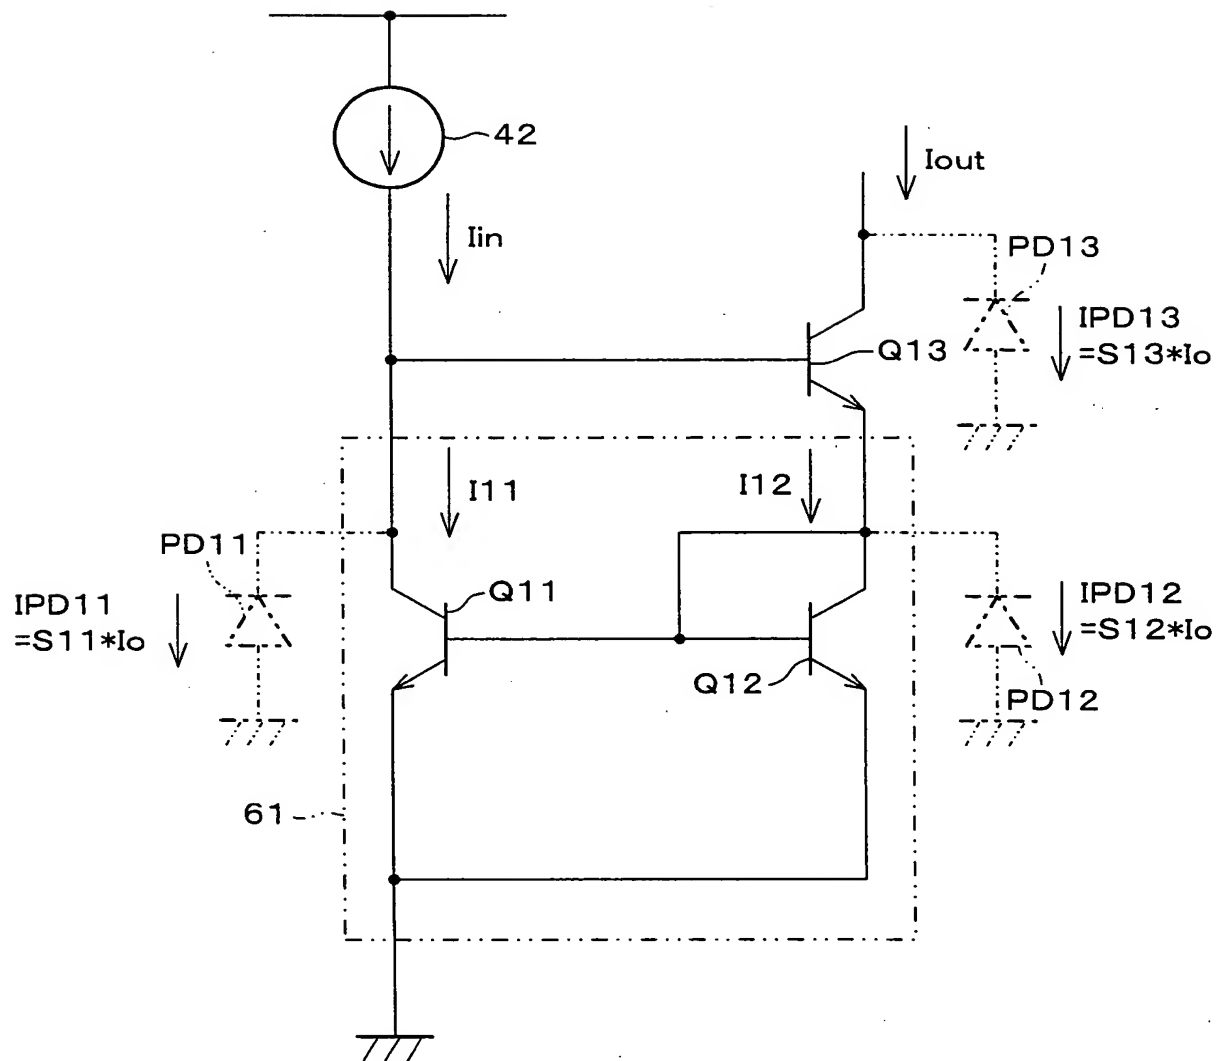 42
Iout
Iin
PD13
IPD13
=S13*Io
Q13
I11
I12
PD11
IPD11
=S11*Io
Q11
IPD12
=S12*Io
Q12
PD12
61